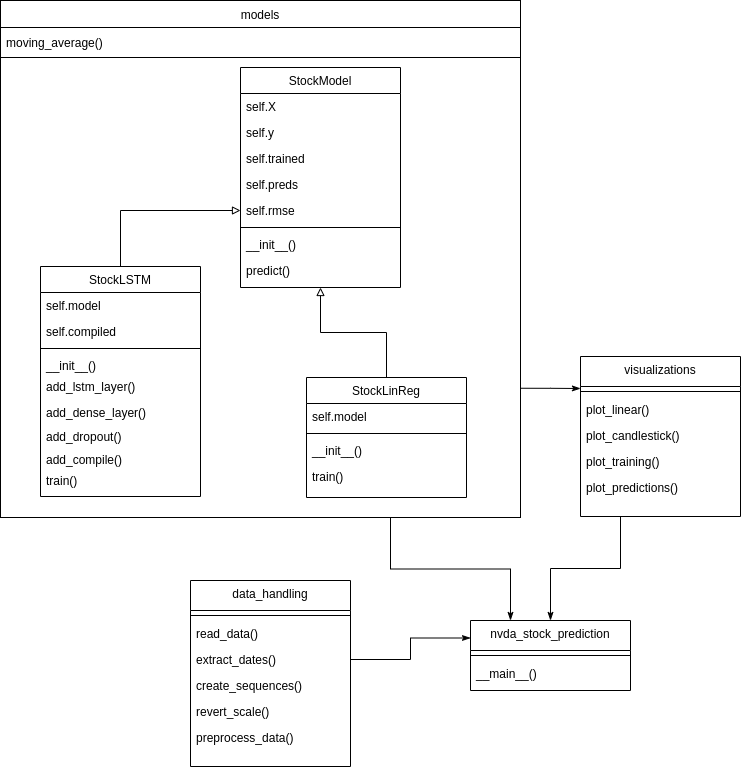 models
moving_average()
StockModel
self.X
self.y
self.trained
self.preds
self.rmse
__init__()
predict()
StockLSTM
self.model
self.compiled
__init__()
add_lstm_layer()
add_dense_layer()
add_dropout()
add_compile()
train()
StockLinReg
self.model
__init__()
train()
visualizations
plot_linear()
plot_candlestick()
plot_training()
plot_predictions()
data_handling
read_data()
extract_dates()
create_sequences()
revert_scale()
preprocess_data()
nvda_stock_prediction
__main__()